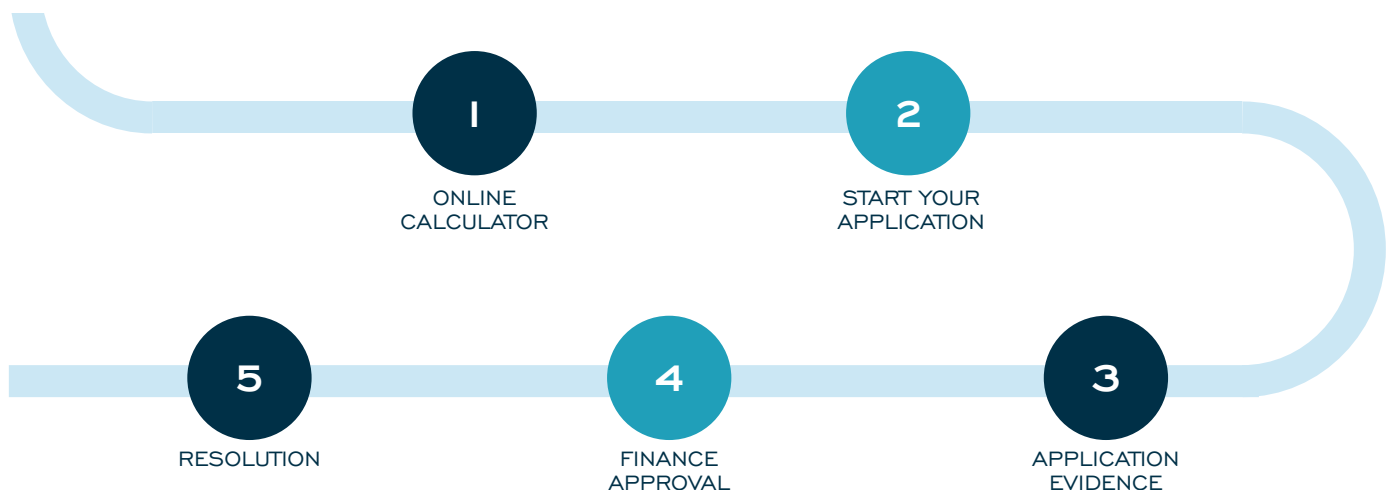 1
ONLINE
CALCULATOR
2
START YOUR
APPLICATION
3
APPLICATION
EVIDENCE
4
FINANCE
APPROVAL
5
RESOLUTION